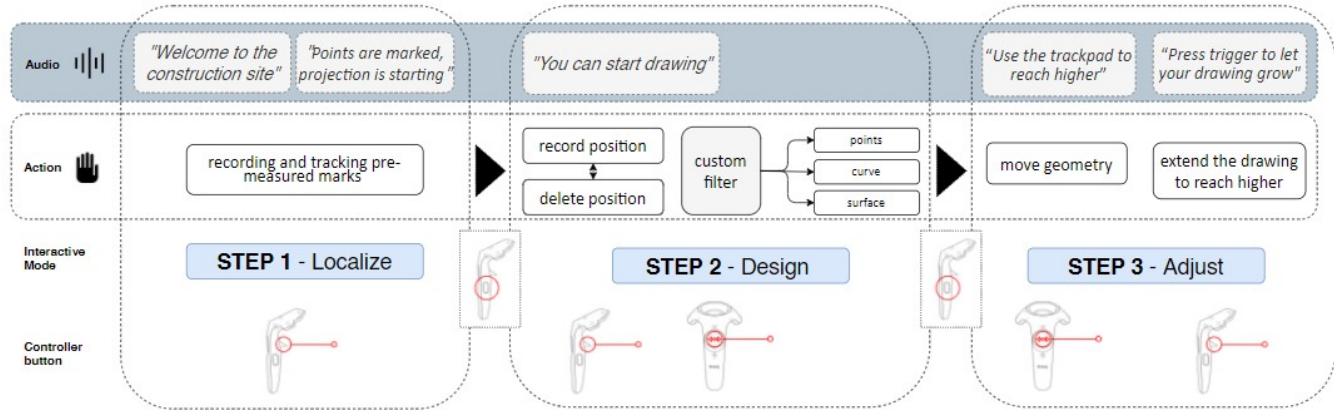 Audio
"Welcome to the
construction site"
"Points are marked,
projection is starting"
"You can start drawing"
“Use the trackpad to
reach higher”
“Press trigger to let
your drawing grow”
Action
recording and tracking pre-
measured marks
record position
delete position
custom
filter
points
curve
surface
move geometry
extend the drawing
to reach higher
Interactive
Mode
STEP 1 - Localize
STEP 2 - Design
STEP 3 - Adjust
Controller
button